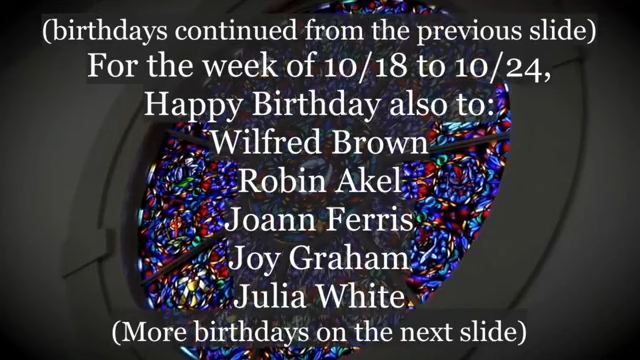 (birthdays continued from the previous slide)
For the week of 10/18 to 10/24,
Happy Birthday also to:
Wilfred Brown
Robin Akel
Joann Ferris
Joy Graham
Julia White
(More birthdays on the next slide)